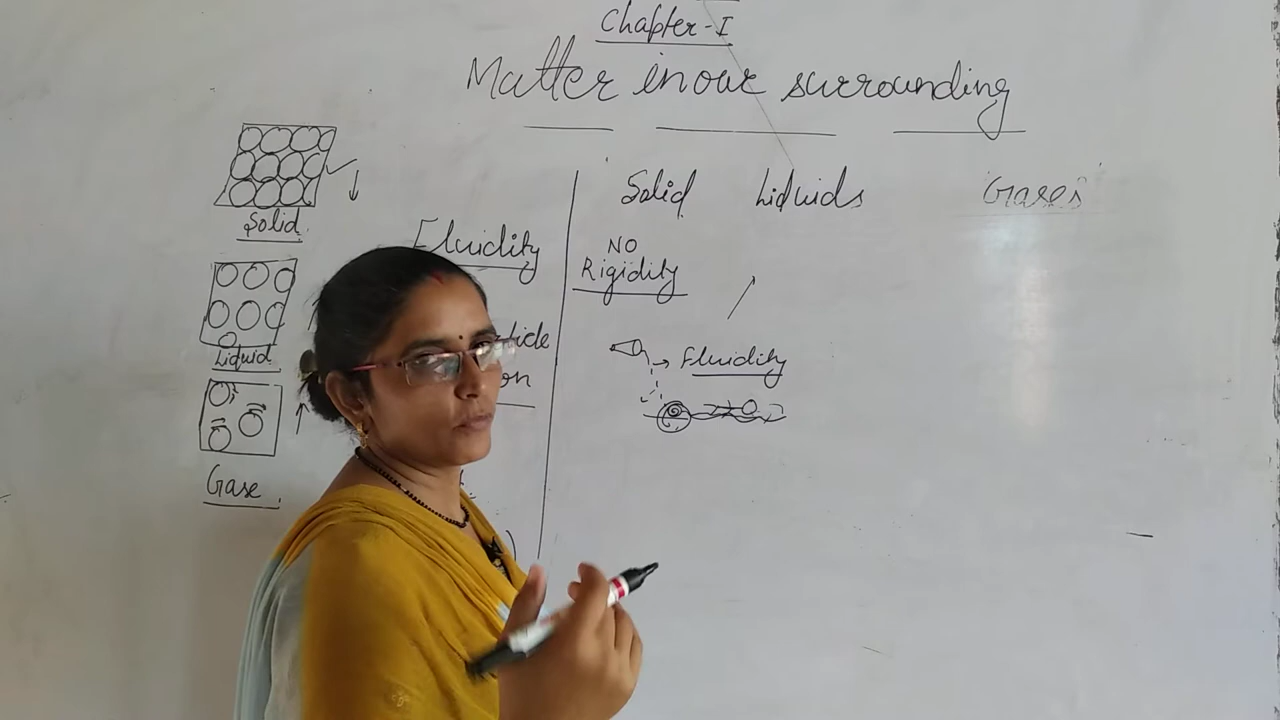 Chapter-I
Matter in our surrounding
Solid
Liquids
Gases
Solid.
Fluidity
NO
Rigidity
Liquid
Fluidity
Gase.